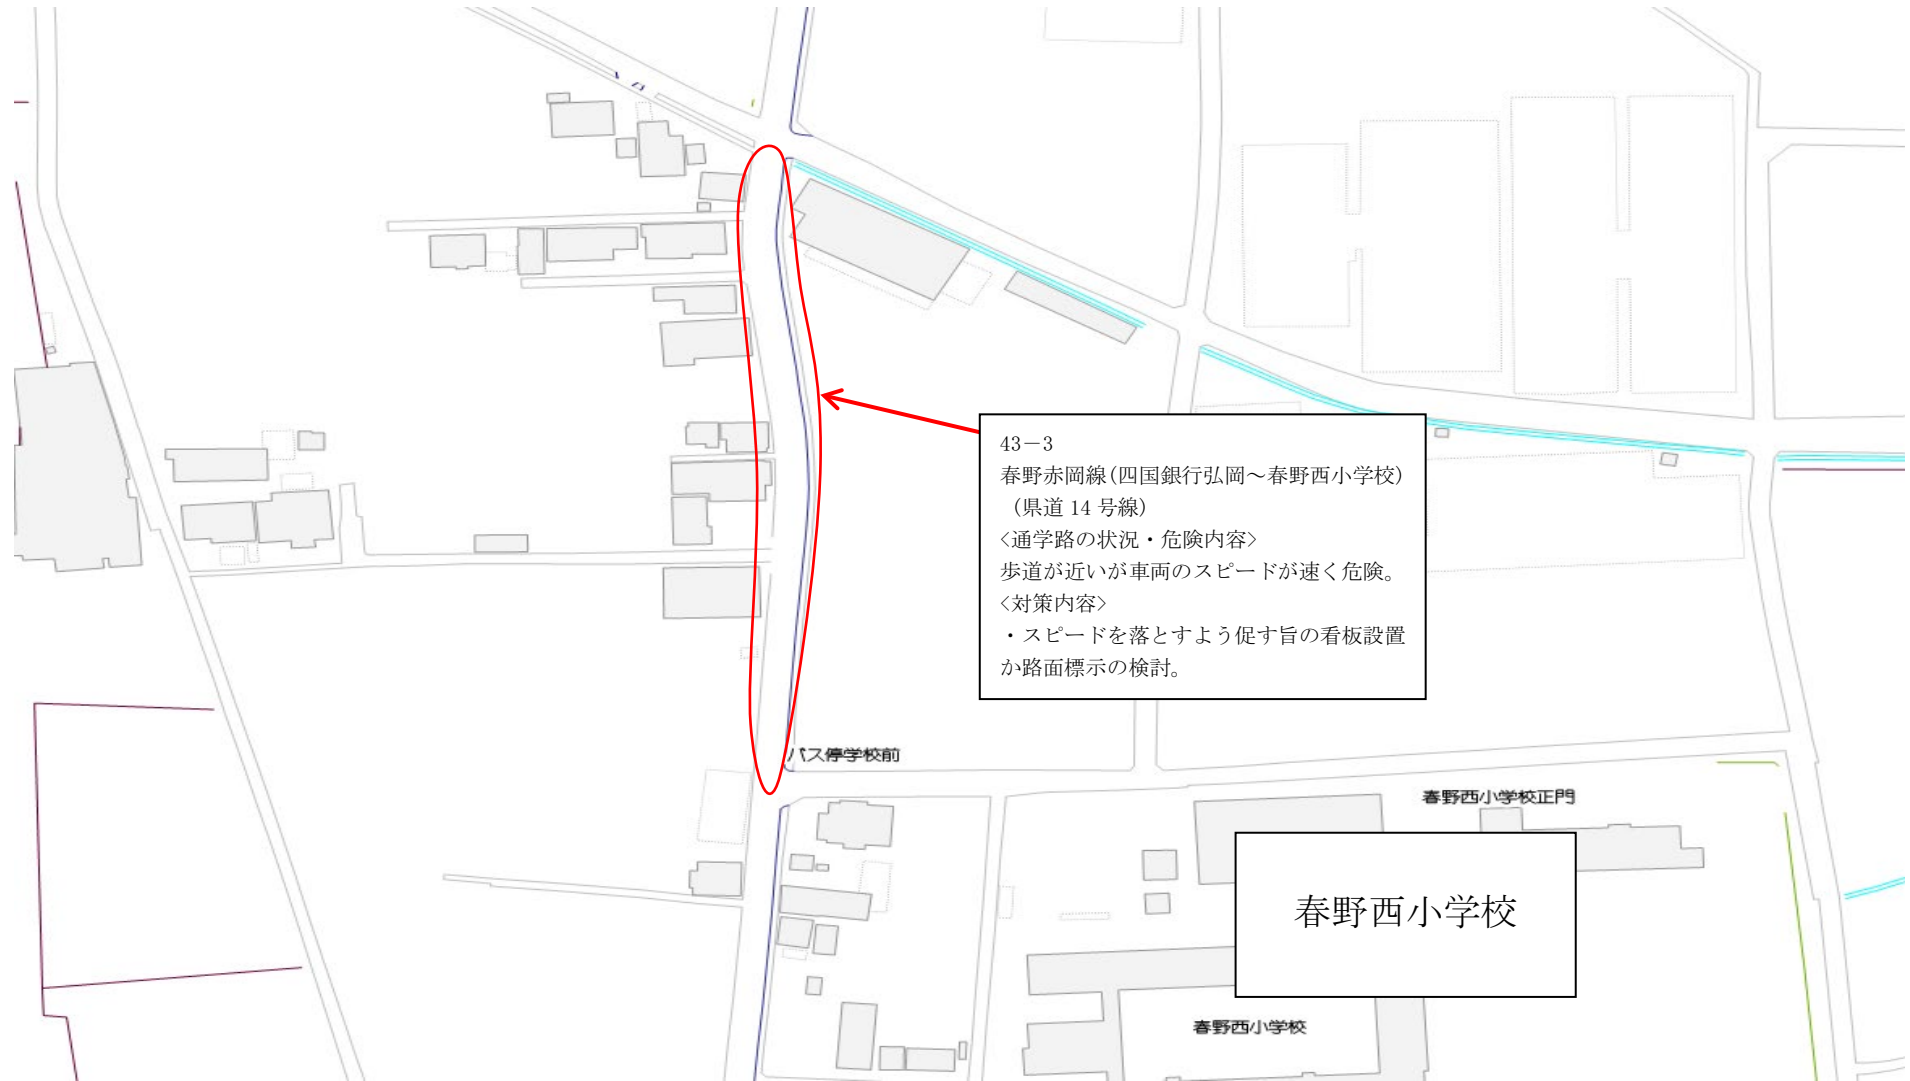 43－3
春野赤岡線(四国銀行弘岡～春野西小学校)
（県道 14 号線）
<通学路の状況・危険内容>
歩道が近いが車両のスピードが速く危険。
<対策内容>
・スピードを落とすよう促す旨の看板設置
か路面標示の検討。
バス停学校前
春野西小学校正門
春野西小学校
春野西小学校